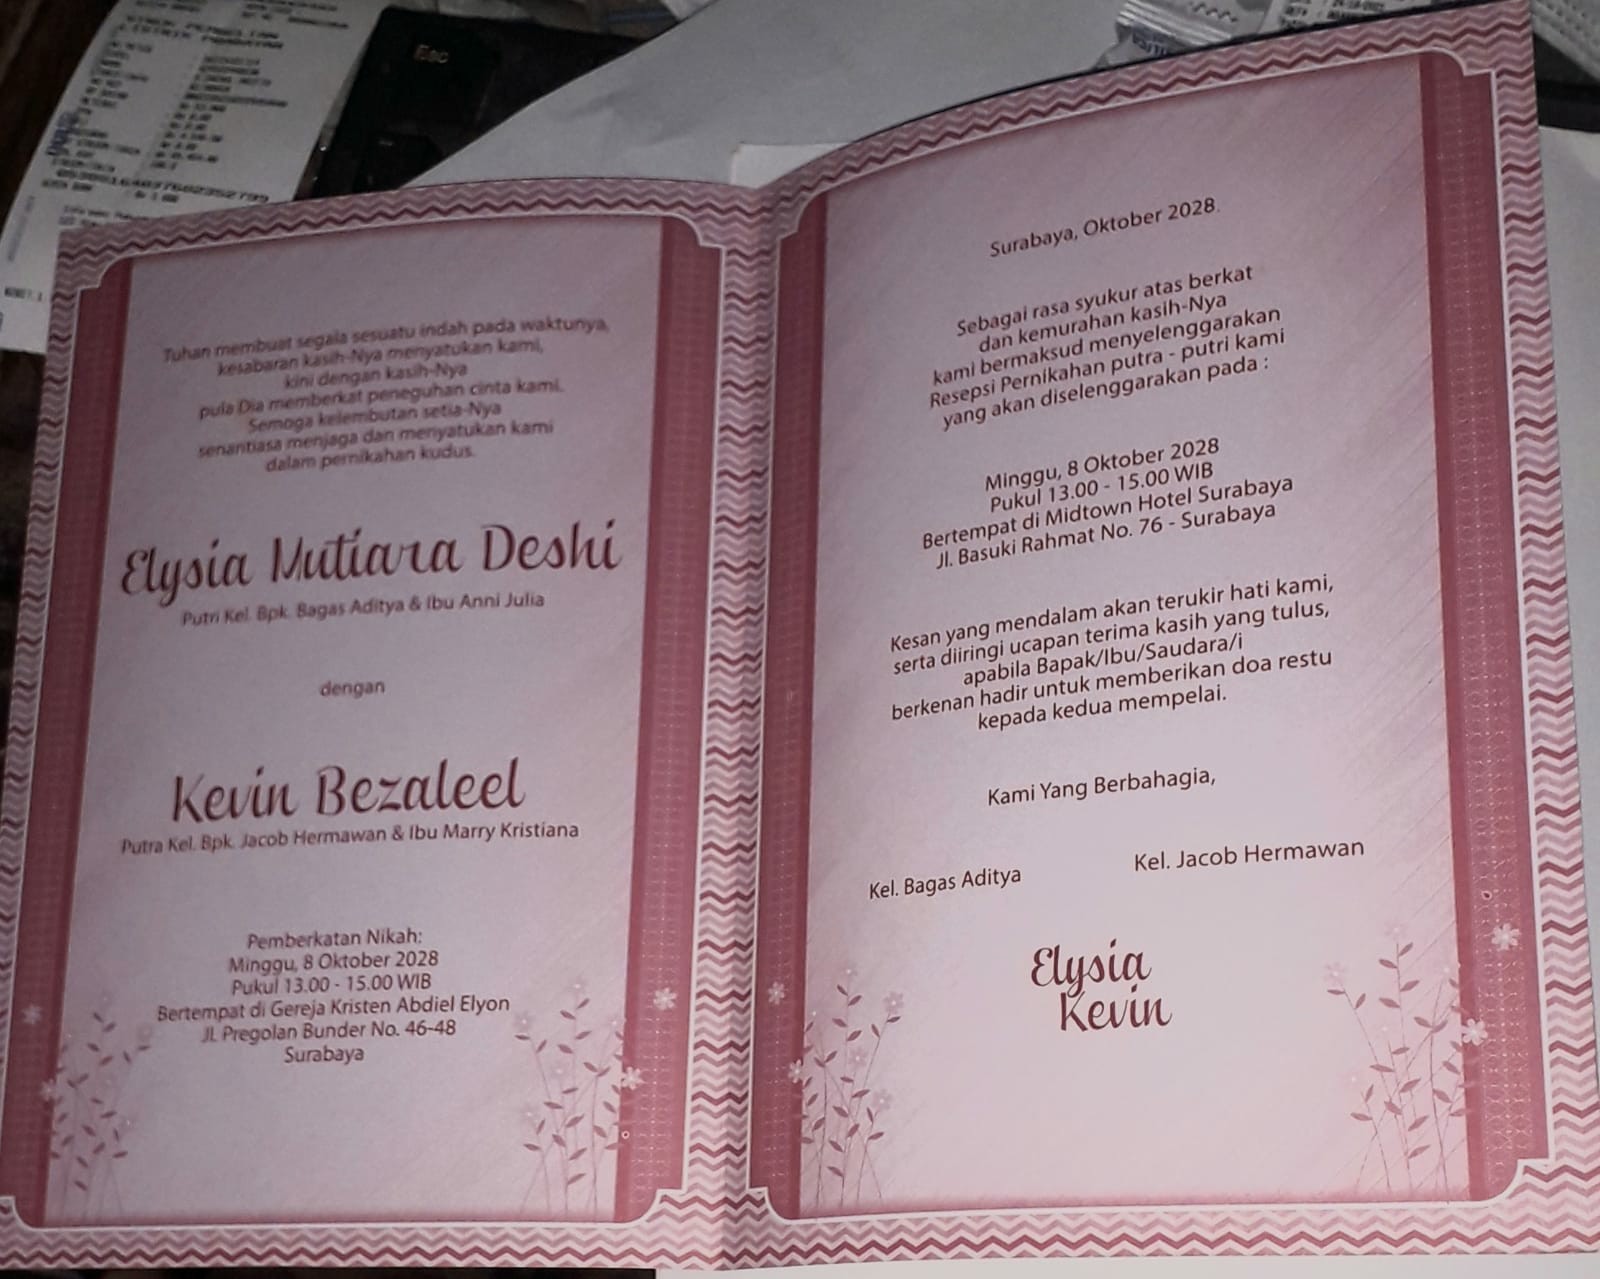 Esc
05309164037602352799
Tuhan membuat segala sesuatu indah pada waktunya,
kesabaran kasih-Nya menyatukan kami,
kini dengan kasih-Nya
pula Dia memberkat peneguhan cinta kami.
Semoga kelembutan setia-Nya
senantiasa menjaga dan menyatukan kami
dalam pernikahan kudus.
Elysia Mutiara Deshi
Putri Kel. Bpk. Bagas Aditya & Ibu Anni Julia
dengan
Kevin Bezaleel
Putra Kel. Bpk. Jacob Hermawan & Ibu Marry Kristiana
Pemberkatan Nikah:
Minggu, 8 Oktober 2028
Pukul 13.00 - 15.00 WIB
Bertempat di Gereja Kristen Abdiel Elyon
Jl. Pregolan Bunder No. 46-48
Surabaya
Surabaya, Oktober 2028.
Sebagai rasa syukur atas berkat
dan kemurahan kasih-Nya
kami bermaksud menyelenggarakan
Resepsi Pernikahan putra - putri kami
yang akan diselenggarakan pada :
Minggu, 8 Oktober 2028
Pukul 13.00 - 15.00 WIB
Bertempat di Midtown Hotel Surabaya
Jl. Basuki Rahmat No. 76 - Surabaya
Kesan yang mendalam akan terukir hati kami,
serta diiringi ucapan terima kasih yang tulus,
apabila Bapak/Ibu/Saudara/i
berkenan hadir untuk memberikan doa restu
kepada kedua mempelai.
Kami Yang Berbahagia,
Kel. Bagas Aditya
Kel. Jacob Hermawan
Elysia
Kevin